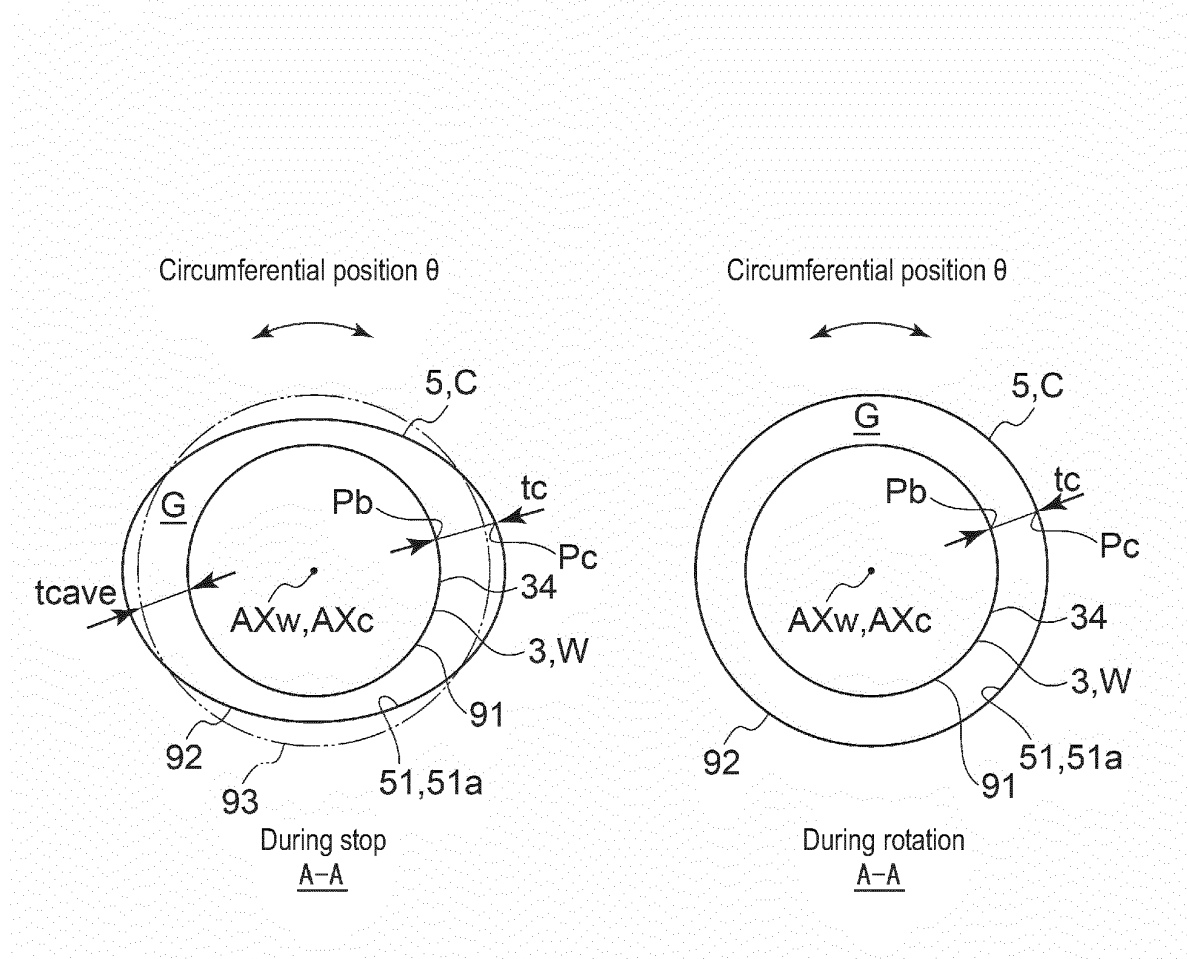 Circumferential position θ
5,C
G
tc
Pb
Pc
tcave
AXw,AXc
34
3,W
91
92
51,51a
93
During stop
A-A
Circumferential position θ
5,C
G
tc
Pb
Pc
AXw,AXc
34
3,W
92
51,51a
91
During rotation
A-A